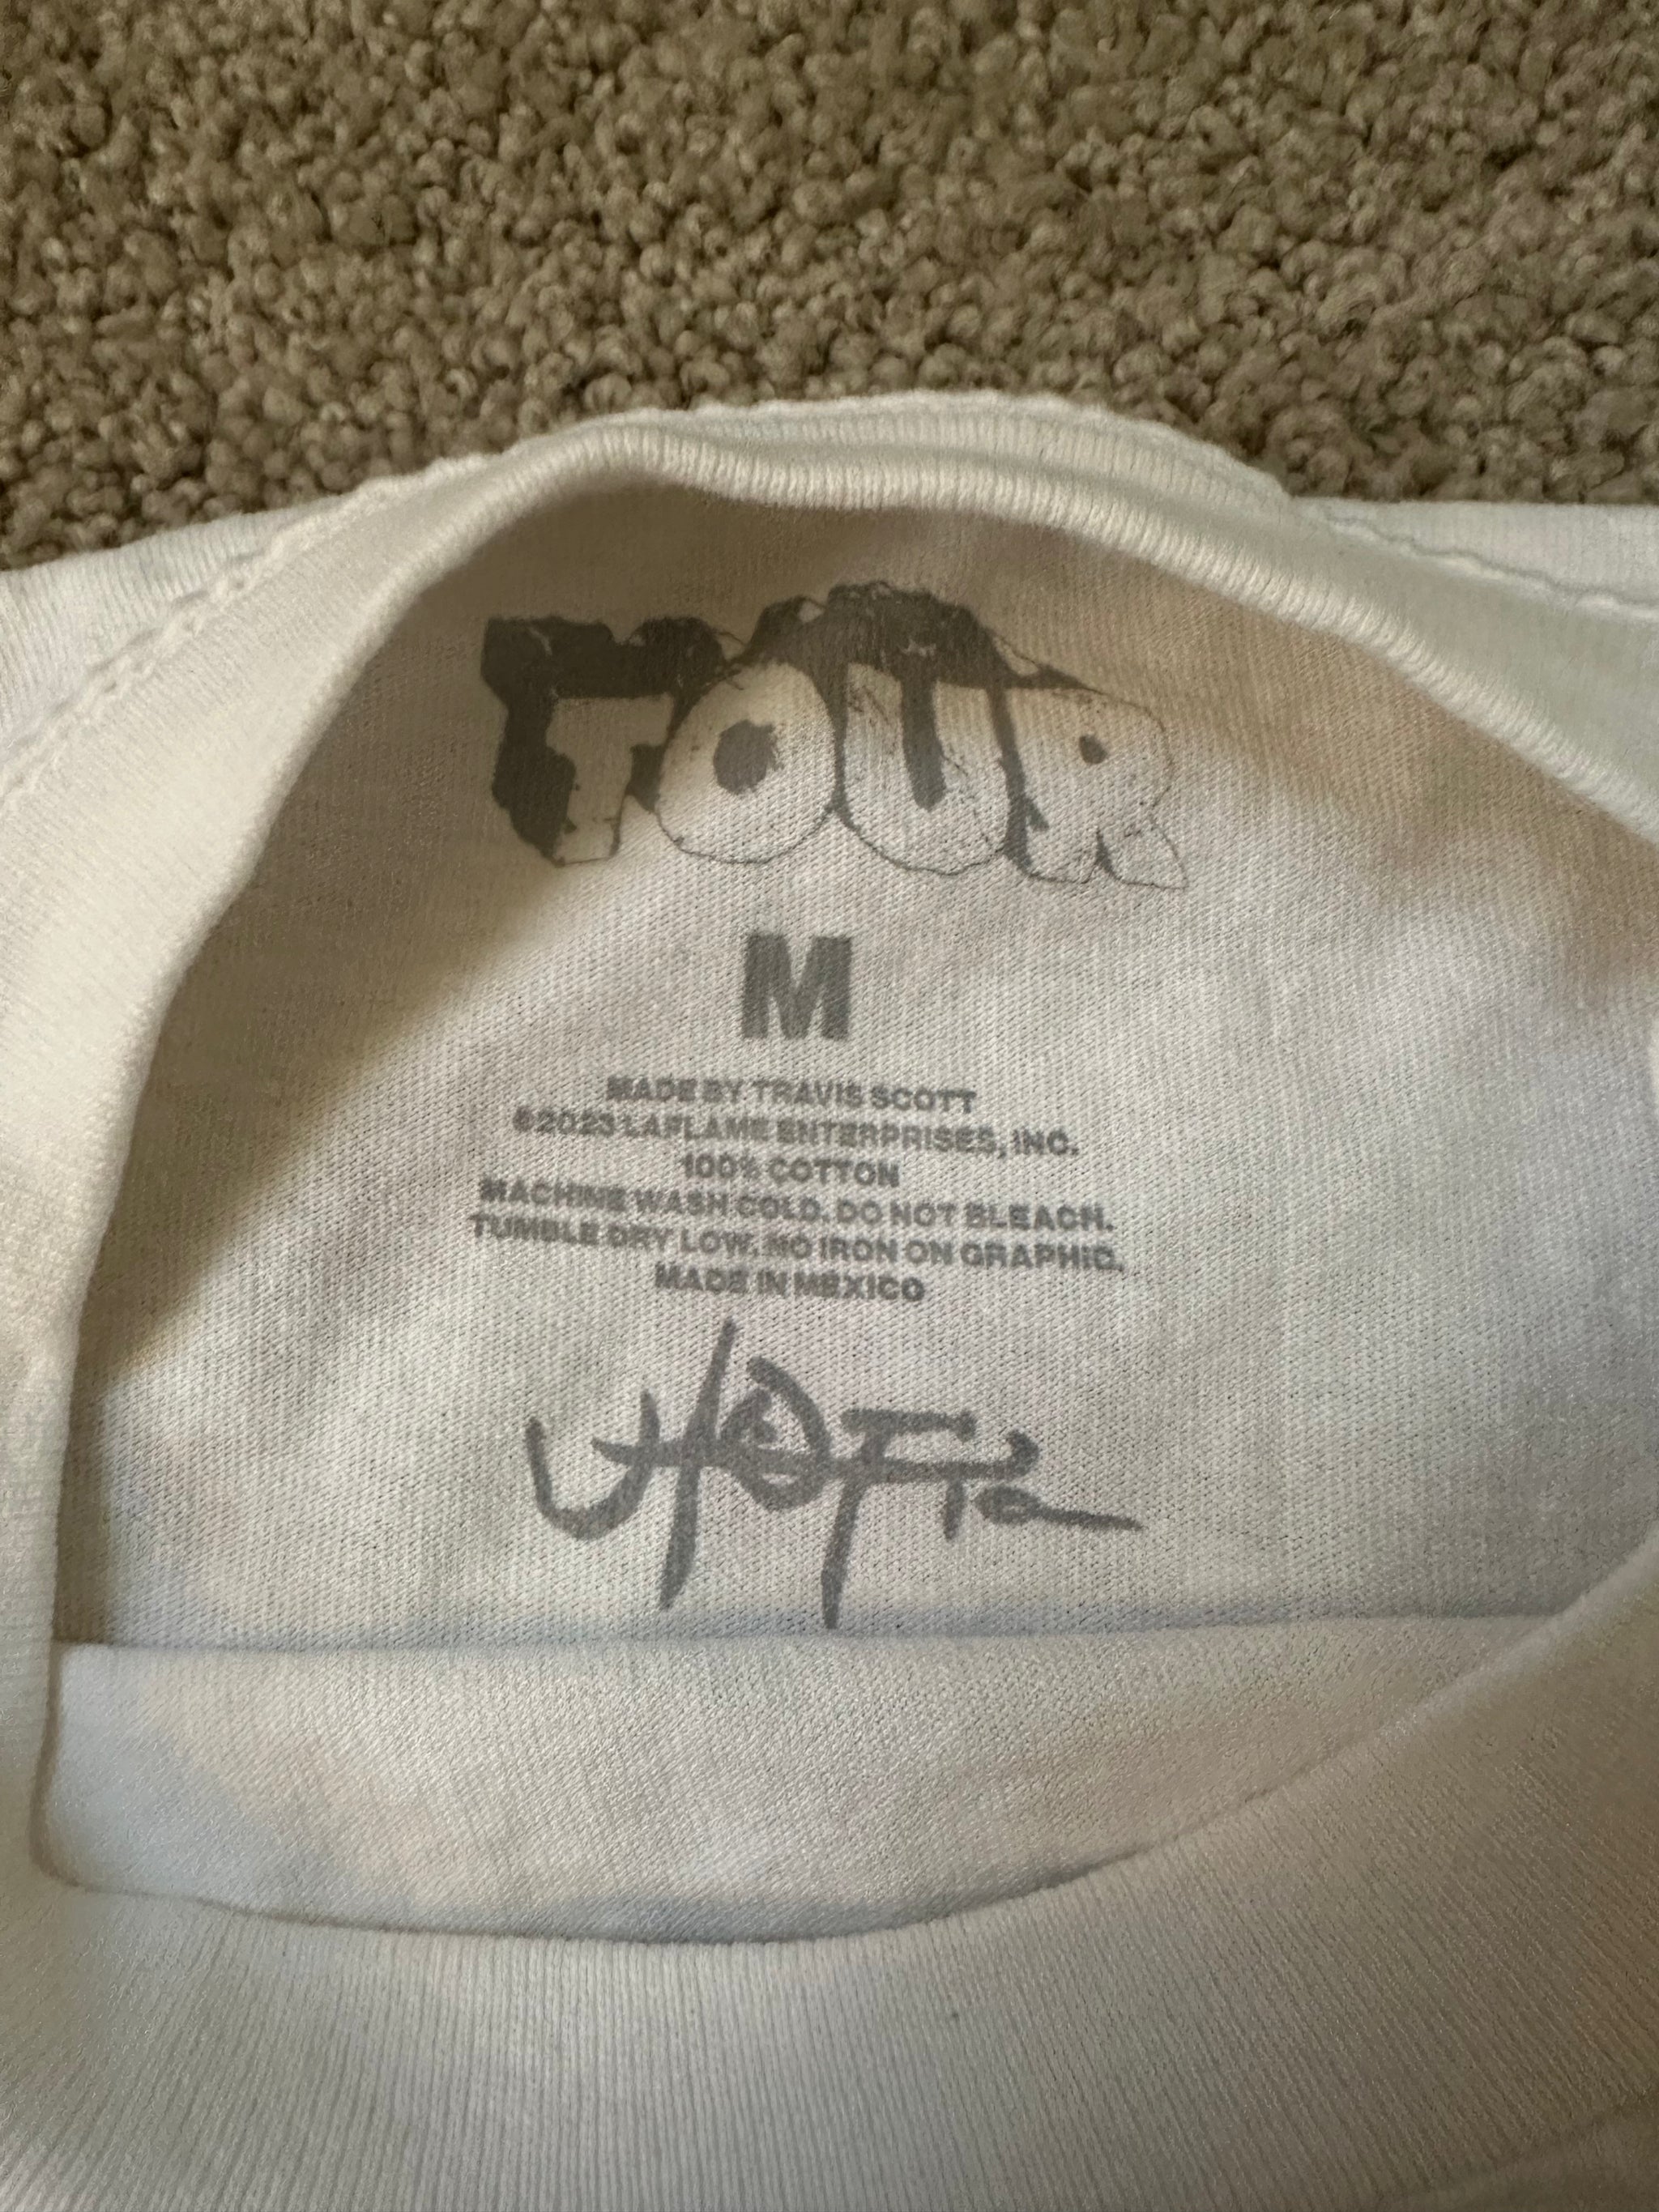 TOUR
M
MADE BY TRAVIS SCOTT
©2023 LAFLAME ENTERPRISES, INC.
100% COTTON
MACHINE WASH COLD. DO NOT BLEACH.
TUMBLE DRY LOW. NO IRON ON GRAPHIC.
MADE IN MEXICO
UTOPIA